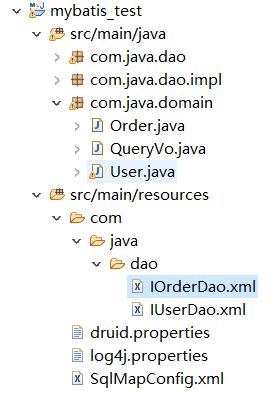 mybatis_test
src/main/java
com.java.dao
com.java.dao.impl
com.java.domain
Order.java
QueryVo.java
User.java
src/main/resources
com
java
dao
IOrderDao.xml
IUserDao.xml
druid.properties
log4j.properties
SqlMapConfig.xml